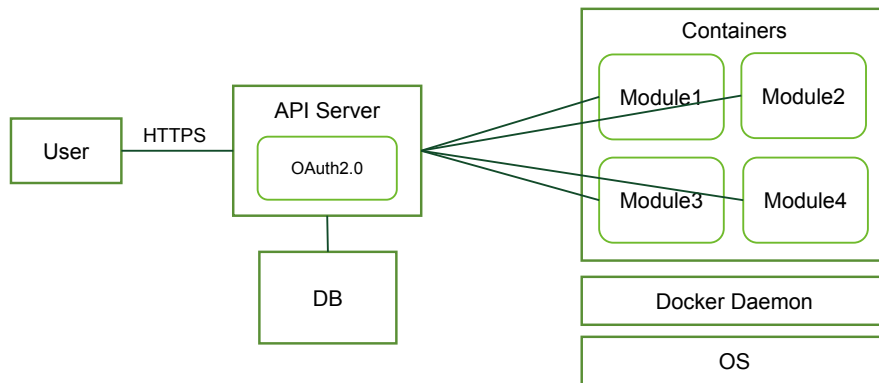 Containers
Module1
Module2
API Server
HTTPS
User
OAuth2.0
Module3
Module4
DB
Docker Daemon
OS